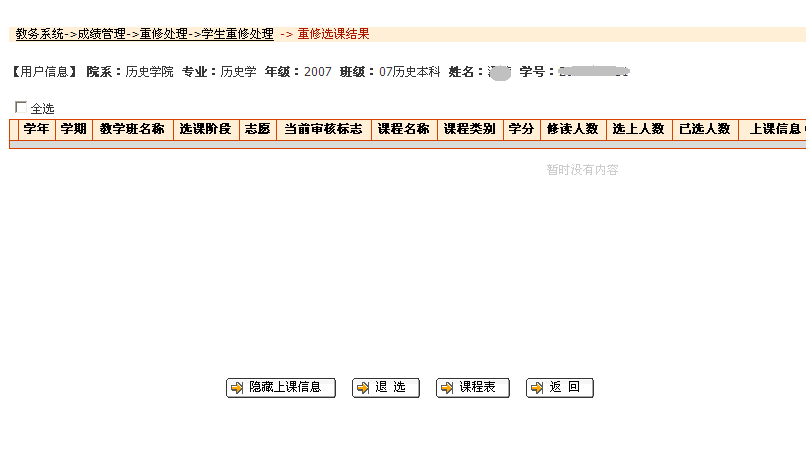 教务系统->成绩管理->重修处理->学生重修处理 -> 重修选课结果
【用户信息】 院系：历史学院 专业：历史学 年级：2007 班级：07历史本科 姓名： 学号：
全选
学年 学期 教学班名称 选课阶段 志愿 当前审核标志 课程名称 课程类别 学分 修读人数 选上人数 已选人数 上课信息
暂时没有内容
隐藏上课信息 退 选 课程表 返 回